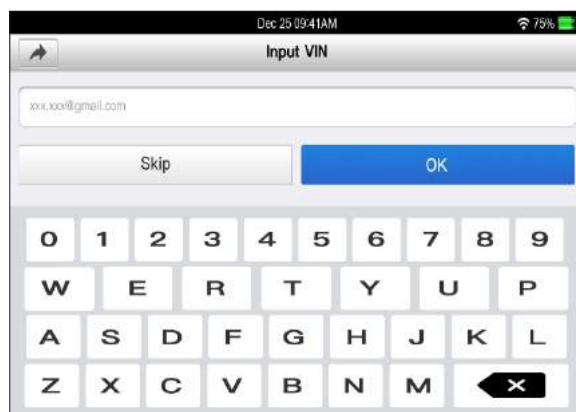 Dec 25 09:41AM 75%
Input VIN
xxx.xxx@gmail.com
Skip OK
0 1 2 3 4 5 6 7 8 9
W E R T Y U P
A S D F G H J K L
Z X C V B N M